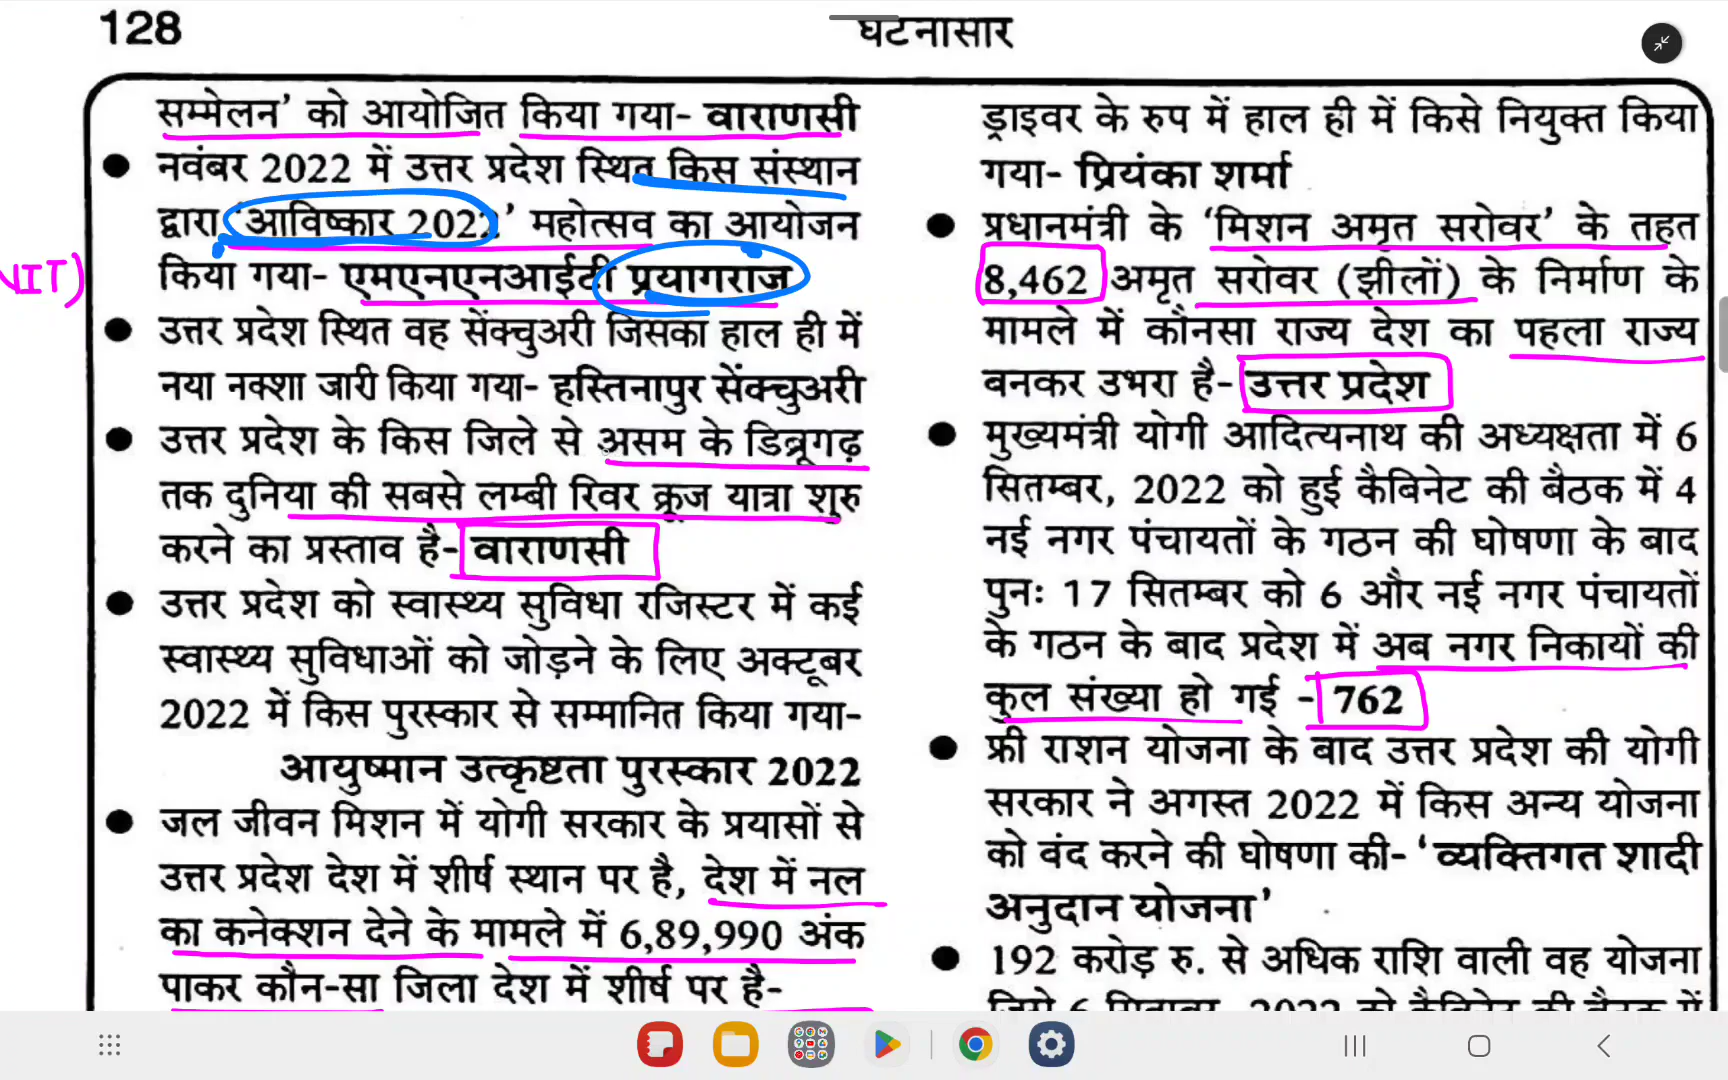 128
घटनासार
सम्मेलन’ को आयोजित किया गया- वाराणसी
● नवंबर 2022 में उत्तर प्रदेश स्थित किस संस्थान
द्वारा ‘आविष्कार 2022’ महोत्सव का आयोजन
किया गया- एमएनएनआईटी प्रयागराज
NIT)
● उत्तर प्रदेश स्थित वह सेंक्चुअरी जिसका हाल ही में
नया नक्शा जारी किया गया- हस्तिनापुर सेंक्चुअरी
● उत्तर प्रदेश के किस जिले से असम के डिब्रूगढ़
तक दुनिया की सबसे लम्बी रिवर क्रूज यात्रा शुरु
करने का प्रस्ताव है- वाराणसी
● उत्तर प्रदेश को स्वास्थ्य सुविधा रजिस्टर में कई
स्वास्थ्य सुविधाओं को जोड़ने के लिए अक्टूबर
2022 में किस पुरस्कार से सम्मानित किया गया-
आयुष्मान उत्कृष्टता पुरस्कार 2022
● जल जीवन मिशन में योगी सरकार के प्रयासों से
उत्तर प्रदेश देश में शीर्ष स्थान पर है, देश में नल
का कनेक्शन देने के मामले में 6,89,990 अंक
पाकर कौन-सा जिला देश में शीर्ष पर है-
ड्राइवर के रुप में हाल ही में किसे नियुक्त किया
गया- प्रियंका शर्मा
● प्रधानमंत्री के ‘मिशन अमृत सरोवर’ के तहत
8,462 अमृत सरोवर (झीलों) के निर्माण के
मामले में कौनसा राज्य देश का पहला राज्य
बनकर उभरा है- उत्तर प्रदेश
● मुख्यमंत्री योगी आदित्यनाथ की अध्यक्षता में 6
सितम्बर, 2022 को हुई कैबिनेट की बैठक में 4
नई नगर पंचायतों के गठन की घोषणा के बाद
पुनः 17 सितम्बर को 6 और नई नगर पंचायतों
के गठन के बाद प्रदेश में अब नगर निकायों की
कुल संख्या हो गई - 762
● फ्री राशन योजना के बाद उत्तर प्रदेश की योगी
सरकार ने अगस्त 2022 में किस अन्य योजना
को बंद करने की घोषणा की- ‘व्यक्तिगत शादी
अनुदान योजना’
● 192 करोड़ रु. से अधिक राशि वाली वह योजना
जिसे 6 सितम्बर, 2022 को कैबिनेट की बैठक में